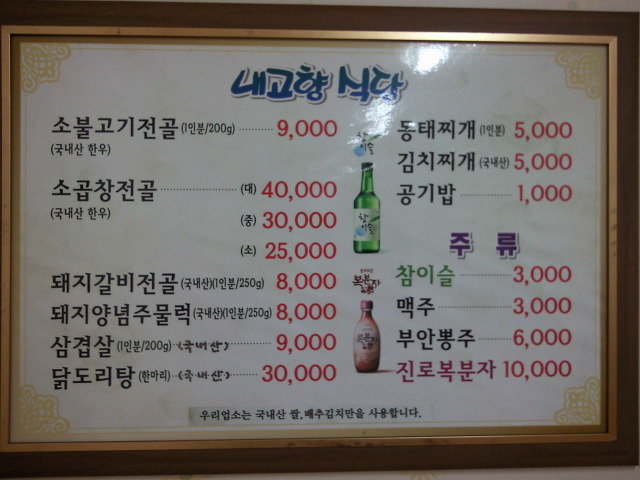 내고향 식당
소불고기전골(1인분/200g) 9,000
(국내산 한우)
소곱창전골 (대) 40,000
(국내산 한우) (중) 30,000
(소) 25,000
돼지갈비전골(국내산)(1인분/250g) 8,000
돼지양념주물럭(국내산)(1인분/250g) 8,000
삼겹살(1인분/200g) (국내산) 9,000
닭도리탕(한마리) (국내산) 30,000
동태찌개(1인분) 5,000
김치찌개(국내산) 5,000
공기밥 1,000
주 류
참이슬 3,000
맥주 3,000
부안뽕주 6,000
진로복분자 10,000
참이슬
복분자
우리업소는 국내산 쌀,배추김치만을 사용합니다.